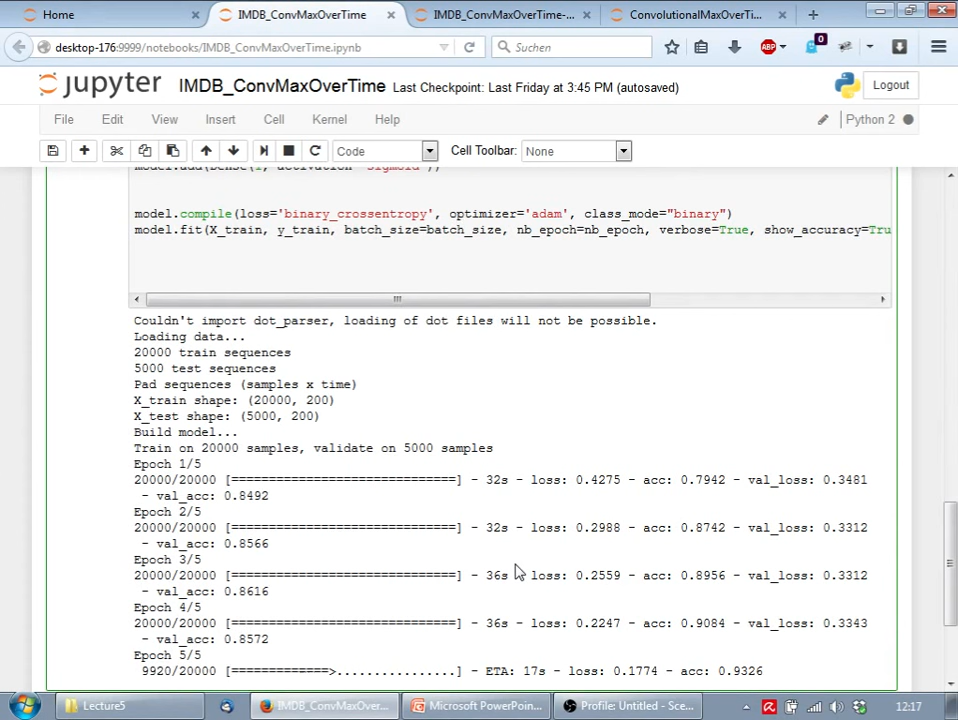 Home
IMDB_ConvMaxOverTime
IMDB_ConvMaxOverTime-...
ConvolutionalMaxOverTi...
desktop-176:9999/notebooks/IMDB_ConvMaxOverTime.ipynb
Suchen
ABP
0
jupyter IMDB_ConvMaxOverTime Last Checkpoint: Last Friday at 3:45 PM (autosaved)
Logout
File Edit View Insert Cell Kernel Help
Python 2
Code
Cell Toolbar: None
model.add(Dense(1, activation='sigmoid'))
model.compile(loss='binary_crossentropy', optimizer='adam', class_mode="binary")
model.fit(X_train, y_train, batch_size=batch_size, nb_epoch=nb_epoch, verbose=True, show_accuracy=Tru
Couldn't import dot_parser, loading of dot files will not be possible.
Loading data...
20000 train sequences
5000 test sequences
Pad sequences (samples x time)
X_train shape: (20000, 200)
X_test shape: (5000, 200)
Build model...
Train on 20000 samples, validate on 5000 samples
Epoch 1/5
20000/20000 [==============================] - 32s - loss: 0.4275 - acc: 0.7942 - val_loss: 0.3481
- val_acc: 0.8492
Epoch 2/5
20000/20000 [==============================] - 32s - loss: 0.2988 - acc: 0.8742 - val_loss: 0.3312
- val_acc: 0.8566
Epoch 3/5
20000/20000 [==============================] - 36s - loss: 0.2559 - acc: 0.8956 - val_loss: 0.3312
- val_acc: 0.8616
Epoch 4/5
20000/20000 [==============================] - 36s - loss: 0.2247 - acc: 0.9084 - val_loss: 0.3343
- val_acc: 0.8572
Epoch 5/5
9920/20000 [=============>................] - ETA: 17s - loss: 0.1774 - acc: 0.9326
Lecture5
IMDB_ConvMaxOver...
Microsoft PowerPoin...
Profile: Untitled - Sce...
12:17